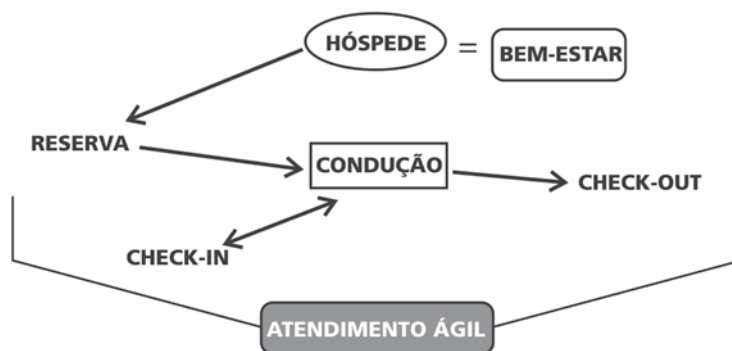 HÓSPEDE = BEM-ESTAR
RESERVA
CONDUÇÃO
CHECK-OUT
CHECK-IN
ATENDIMENTO ÁGIL